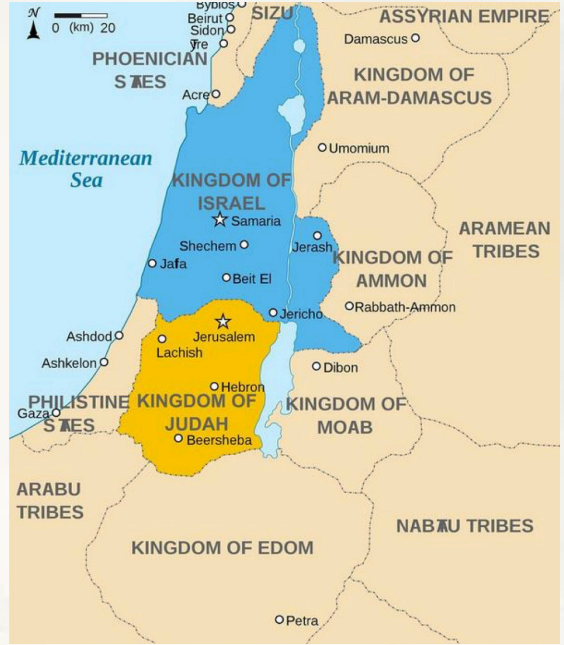 N
0 (km) 20
Byblos
Beirut
Sidon
Tyre
SIZU
ASSYRIAN EMPIRE
Damascus
PHOENICIAN
STATES
KINGDOM OF
ARAM-DAMASCUS
Acre
Umomium
Mediterranean
Sea
KINGDOM OF
ISRAEL
Samaria
Shechem
Jerash
ARAMEAN
TRIBES
KINGDOM OF
AMMON
Jafa
Beit El
Jericho
Rabbath-Ammon
Jerusalem
Ashdod
Lachish
Ashkelon
Dibon
Hebron
PHILISTINE
STATES
Gaza
KINGDOM OF
JUDAH
KINGDOM OF
MOAB
Beersheba
ARABU
TRIBES
NABATU TRIBES
KINGDOM OF EDOM
Petra